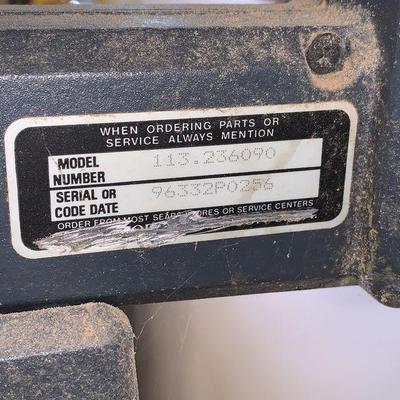 WHEN ORDERING PARTS OR
SERVICE ALWAYS MENTION
MODEL
NUMBER
113.236090
SERIAL OR
CODE DATE
96332P0256
ORDER FROM MOST SEARS STORES OR SERVICE CENTERS